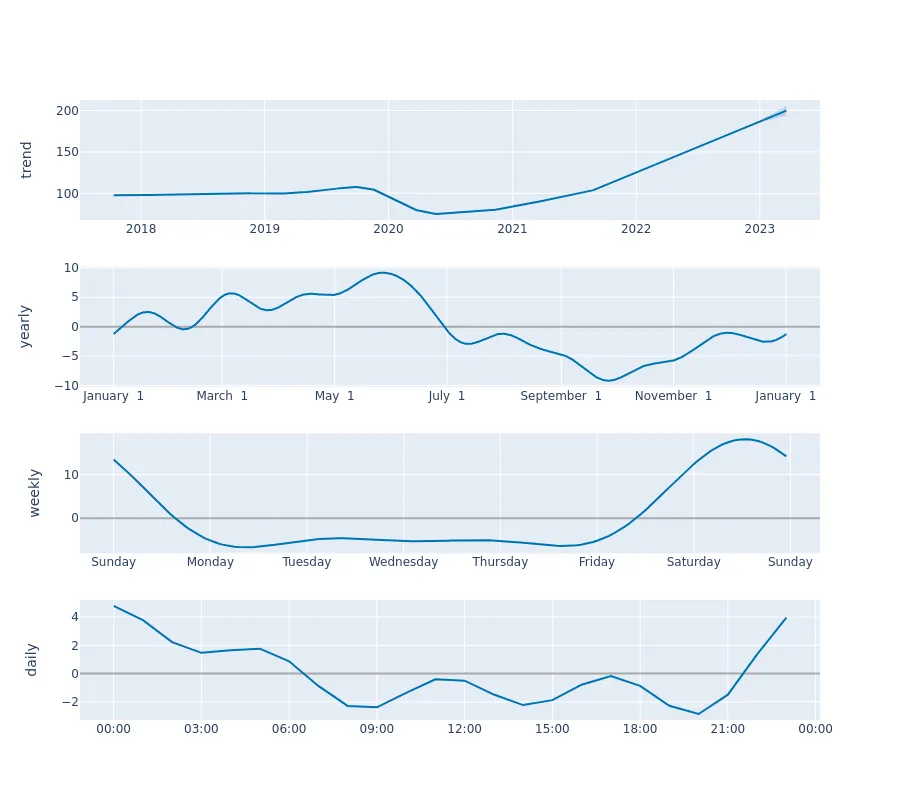 trend
200
150
100
2018 2019 2020 2021 2022 2023
yearly
10
5
0
−5
−10
January 1 March 1 May 1 July 1 September 1 November 1 January 1
weekly
10
0
Sunday Monday Tuesday Wednesday Thursday Friday Saturday Sunday
daily
4
2
0
−2
00:00 03:00 06:00 09:00 12:00 15:00 18:00 21:00 00:00